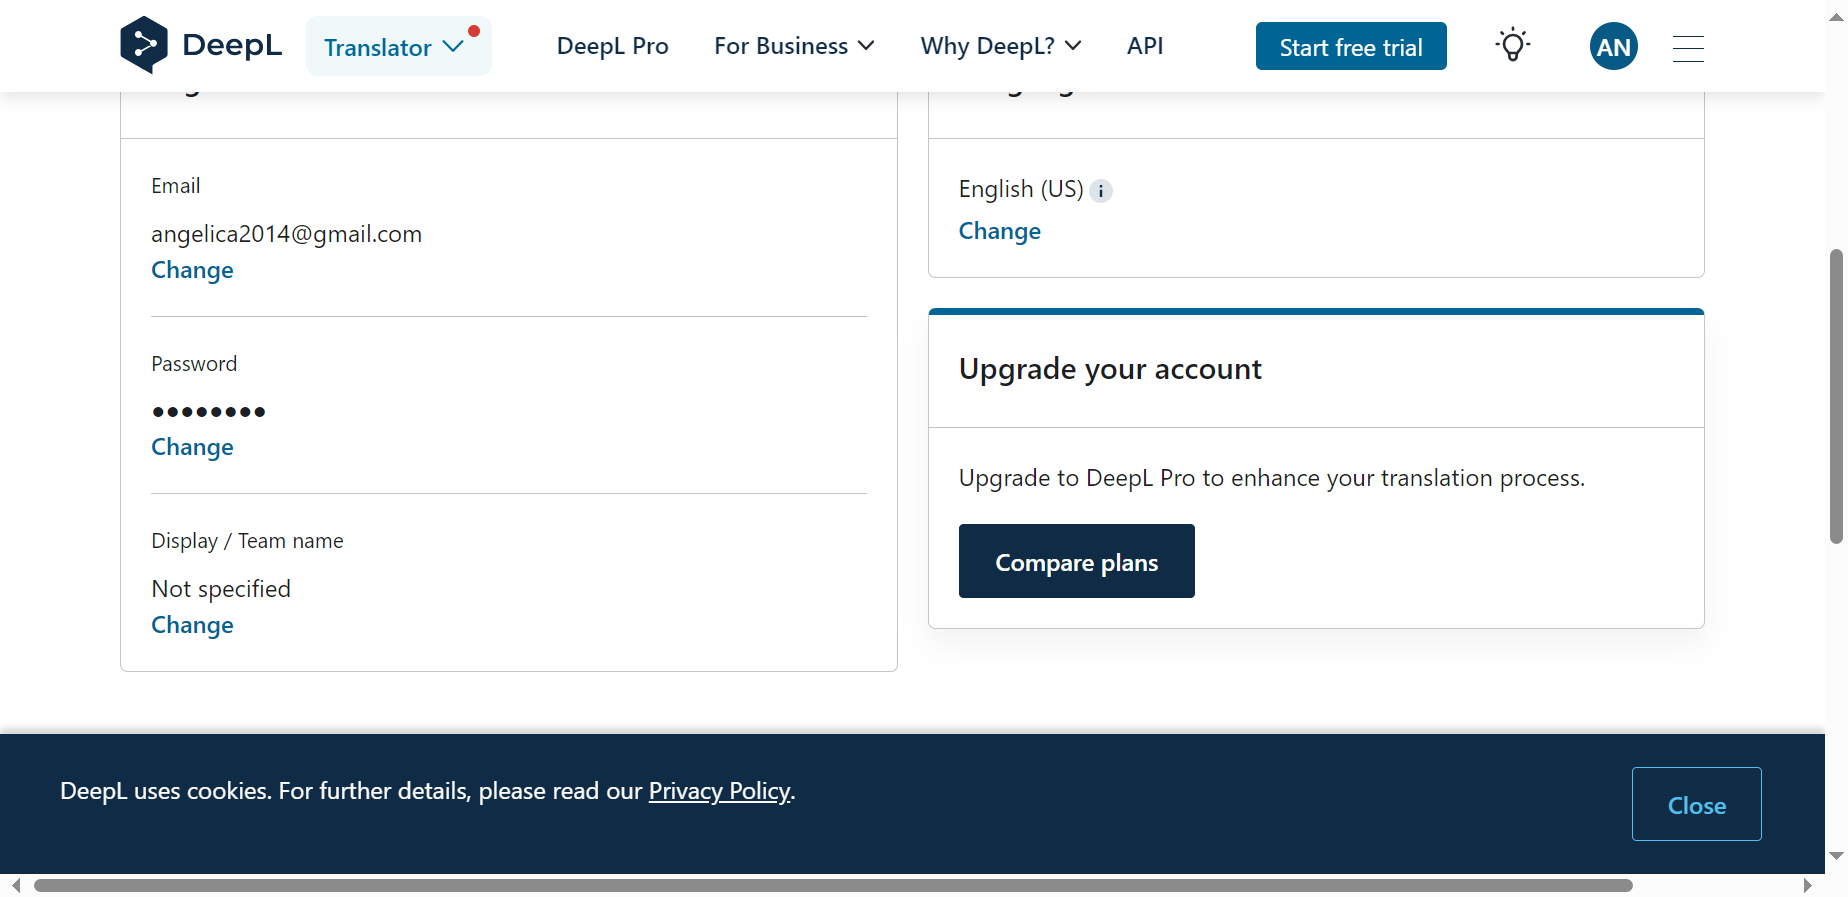 DeepL
Translator
DeepL Pro
For Business
Why DeepL?
API
Start free trial
AN
Email
angelica2014@gmail.com
Change
Password
••••••••
Change
Display / Team name
Not specified
Change
English (US)
i
Change
Upgrade your account
Upgrade to DeepL Pro to enhance your translation process.
Compare plans
DeepL uses cookies. For further details, please read our Privacy Policy.
Close